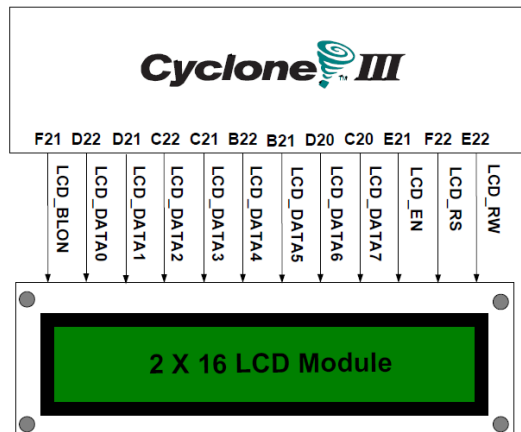 Cyclone™ III
F21 D22 D21 C22 C21 B22 B21 D20 C20 E21 F22 E22
LCD_BLON
LCD_DATA0
LCD_DATA1
LCD_DATA2
LCD_DATA3
LCD_DATA4
LCD_DATA5
LCD_DATA6
LCD_DATA7
LCD_EN
LCD_RS
LCD_RW
2 X 16 LCD Module